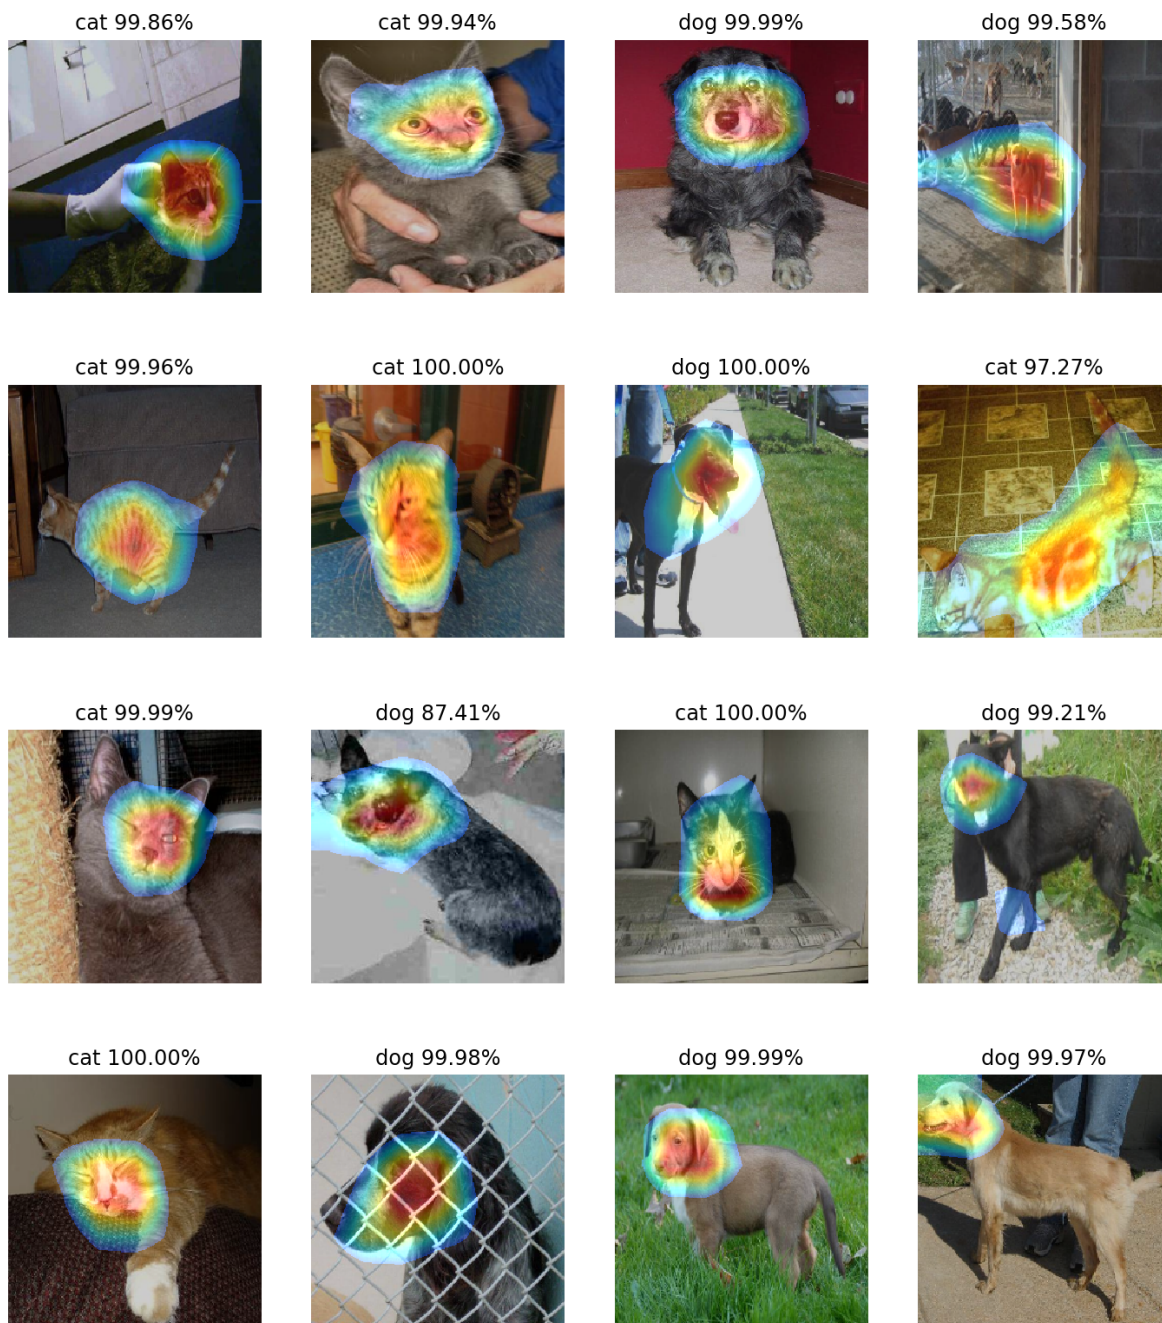 cat 99.86%
cat 99.94%
dog 99.99%
dog 99.58%
cat 99.96%
cat 100.00%
dog 100.00%
cat 97.27%
cat 99.99%
dog 87.41%
cat 100.00%
dog 99.21%
cat 100.00%
dog 99.98%
dog 99.99%
dog 99.97%